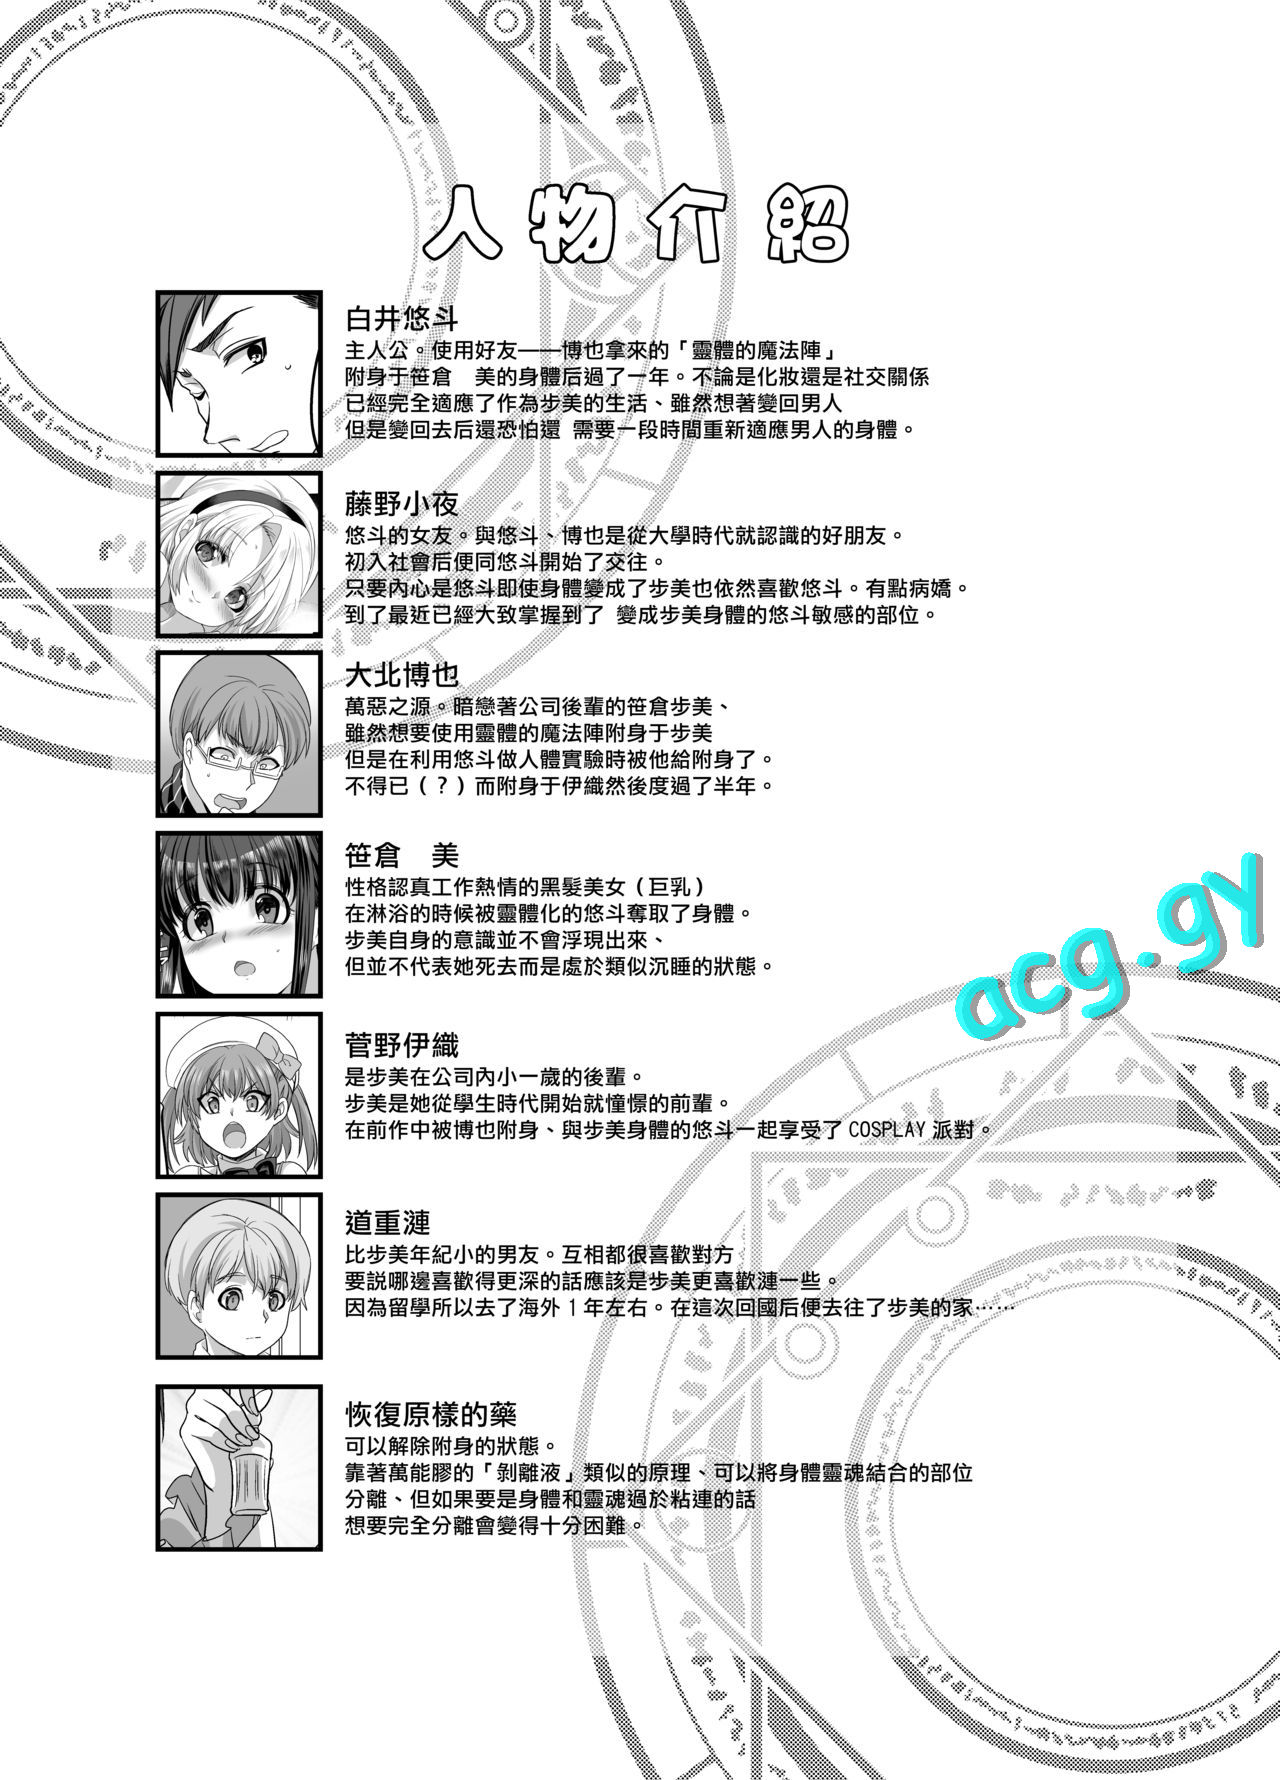 人物介紹
白井悠斗
主人公。使用好友——博也拿來的「靈體的魔法陣」
附身于笹倉　美的身體后過了一年。不論是化妝還是社交關係
已經完全適應了作為步美的生活、雖然想著變回男人
但是變回去后還恐怕還 需要一段時間重新適應男人的身體。
藤野小夜
悠斗的女友。與悠斗、博也是從大學時代就認識的好朋友。
初入社會后便同悠斗開始了交往。
只要內心是悠斗即使身體變成了步美也依然喜歡悠斗。有點病嬌。
到了最近已經大致掌握到了 變成步美身體的悠斗敏感的部位。
大北博也
萬惡之源。暗戀著公司後輩的笹倉步美、
雖然想要使用靈體的魔法陣附身于步美
但是在利用悠斗做人體實驗時被他給附身了。
不得已（？）而附身于伊織然後度過了半年。
笹倉　美
性格認真工作熱情的黑髮美女（巨乳）
在淋浴的時候被靈體化的悠斗奪取了身體。
步美自身的意識並不會浮現出來、
但並不代表她死去而是處於類似沉睡的狀態。
acg.gy
菅野伊織
是步美在公司內小一歲的後輩。
步美是她從學生時代開始就憧憬的前輩。
在前作中被博也附身、與步美身體的悠斗一起享受了 COSPLAY 派對。
道重漣
比步美年紀小的男友。互相都很喜歡對方
要説哪邊喜歡得更深的話應該是步美更喜歡漣一些。
因為留學所以去了海外 1 年左右。在這次回國后便去往了步美的家……
恢復原樣的藥
可以解除附身的狀態。
靠著萬能膠的「剝離液」類似的原理、可以將身體靈魂結合的部位
分離、但如果要是身體和靈魂過於粘連的話
想要完全分離會變得十分困難。